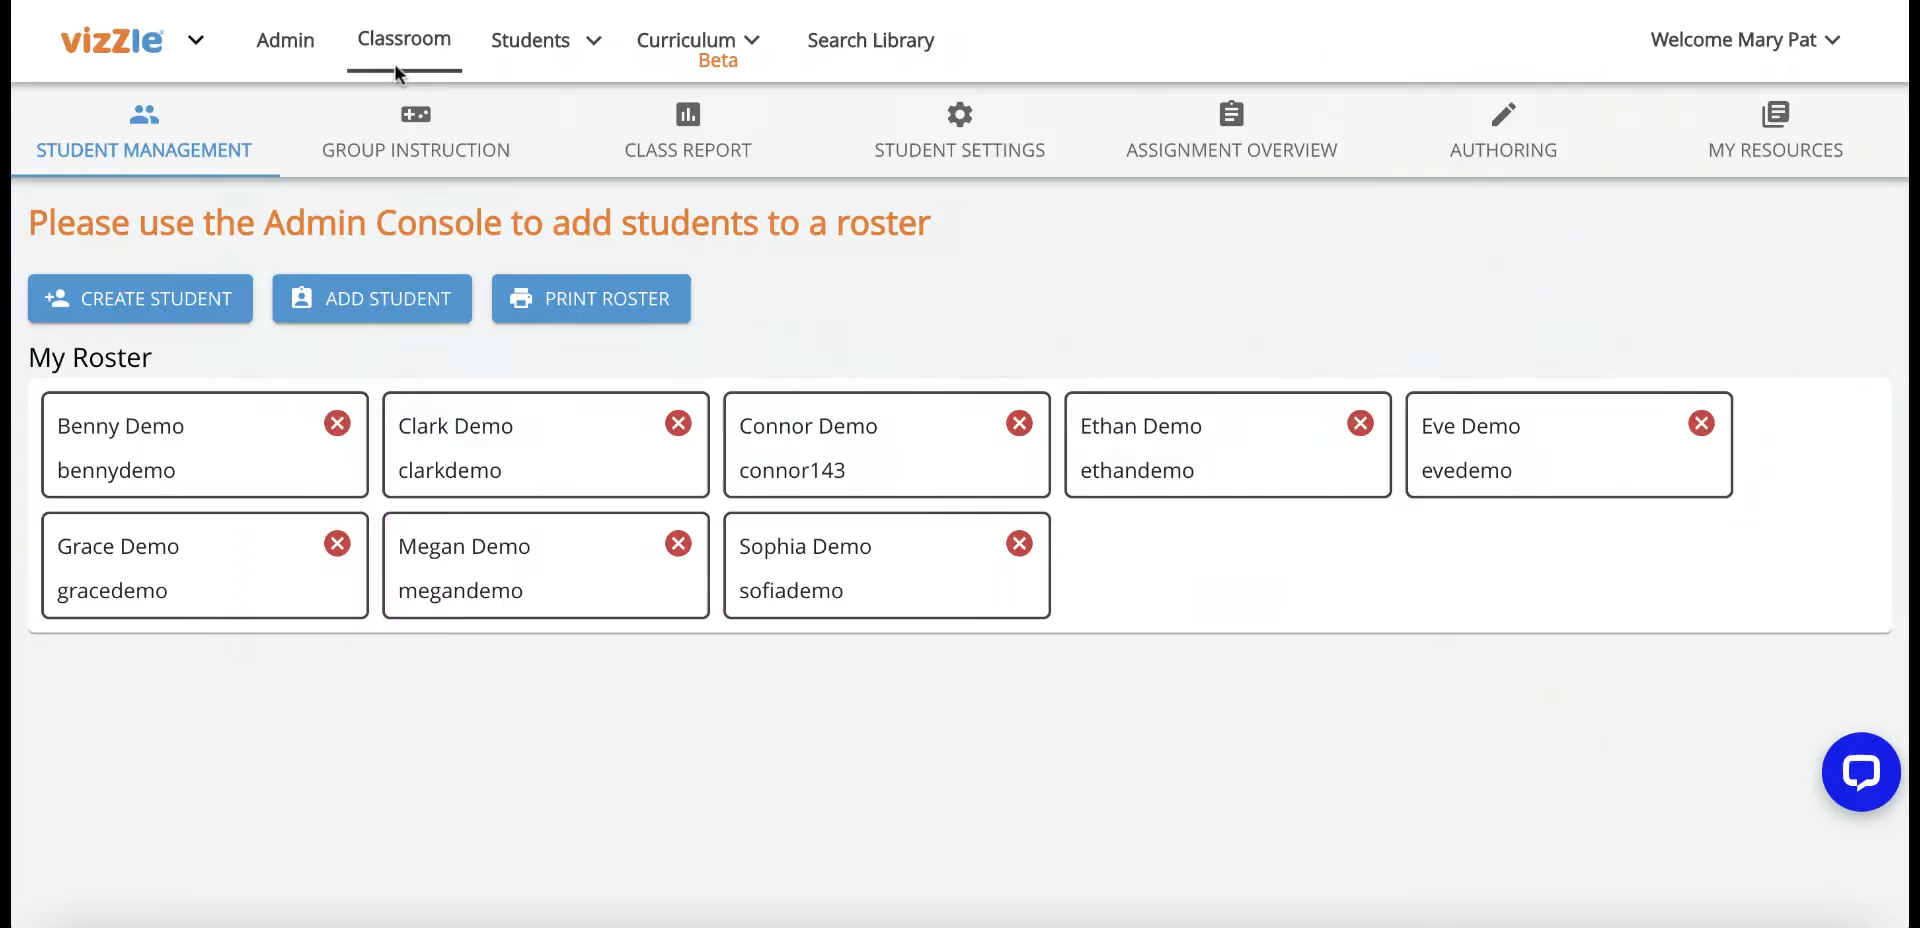 vizZle Admin Classroom Students Curriculum Search Library Welcome Mary Pat
Beta
STUDENT MANAGEMENT GROUP INSTRUCTION CLASS REPORT STUDENT SETTINGS ASSIGNMENT OVERVIEW AUTHORING MY RESOURCES
Please use the Admin Console to add students to a roster
CREATE STUDENT ADD STUDENT PRINT ROSTER
My Roster
Benny Demo Clark Demo Connor Demo Ethan Demo Eve Demo
bennydemo clarkdemo connor143 ethandemo evedemo
Grace Demo Megan Demo Sophia Demo
gracedemo megandemo sofiademo